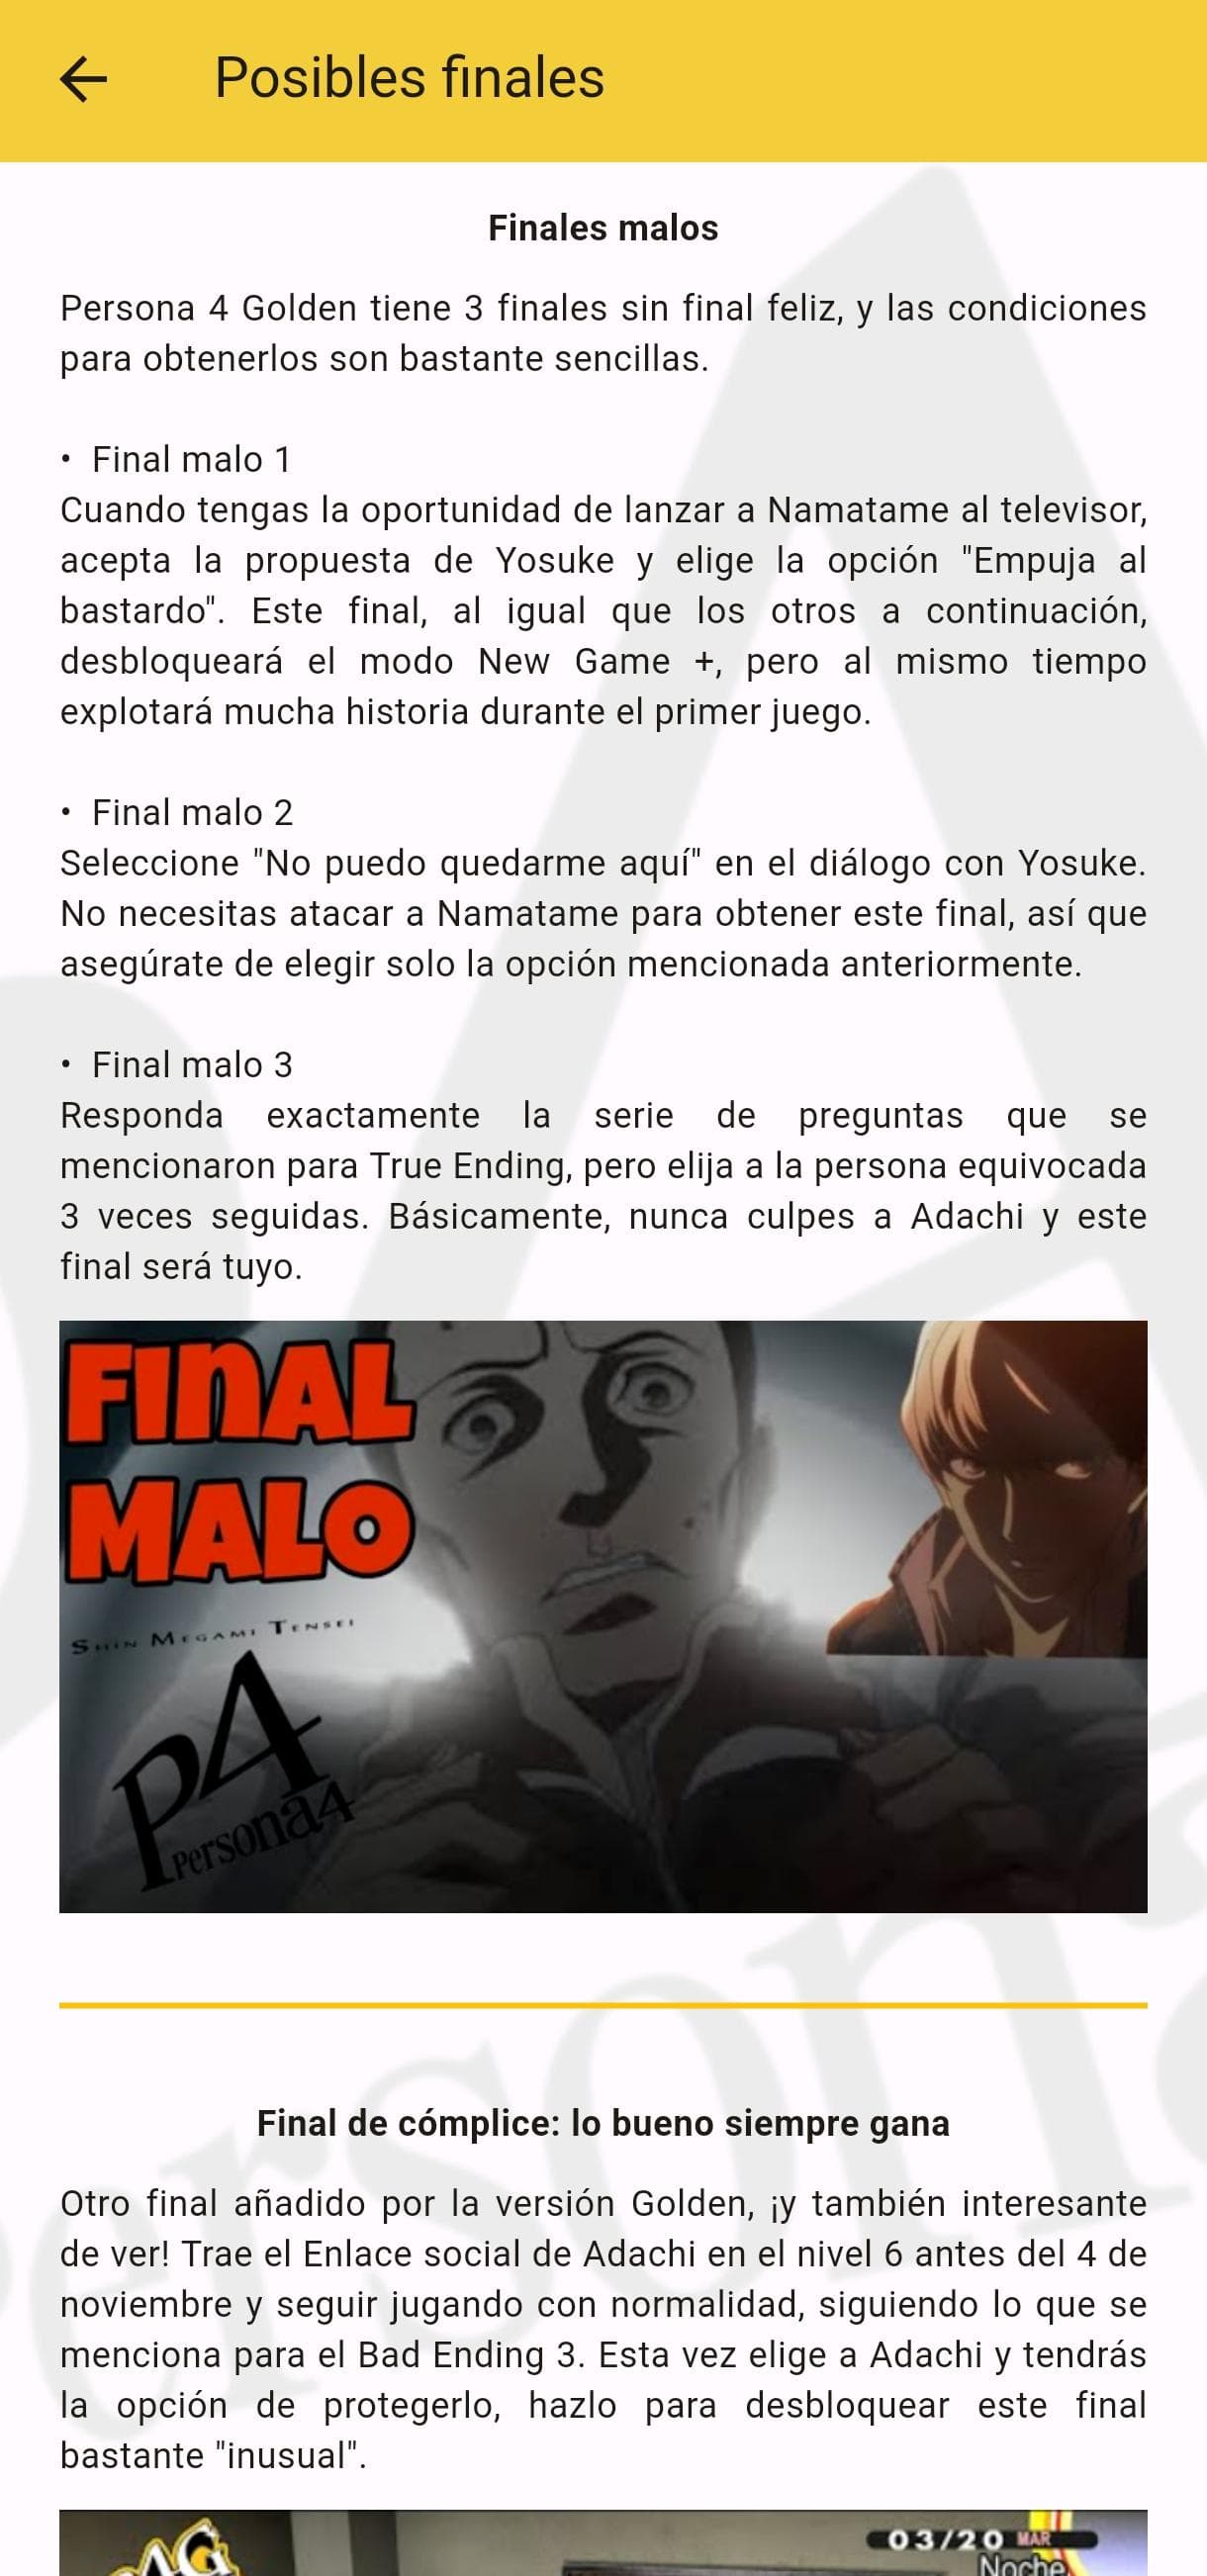 Posibles finales
Finales malos
Persona 4 Golden tiene 3 finales sin final feliz, y las condiciones
para obtenerlos son bastante sencillas.
• Final malo 1
Cuando tengas la oportunidad de lanzar a Namatame al televisor,
acepta la propuesta de Yosuke y elige la opción "Empuja al
bastardo". Este final, al igual que los otros a continuación,
desbloqueará el modo New Game +, pero al mismo tiempo
explotará mucha historia durante el primer juego.
• Final malo 2
Seleccione "No puedo quedarme aquí" en el diálogo con Yosuke.
No necesitas atacar a Namatame para obtener este final, así que
asegúrate de elegir solo la opción mencionada anteriormente.
• Final malo 3
Responda exactamente la serie de preguntas que se
mencionaron para True Ending, pero elija a la persona equivocada
3 veces seguidas. Básicamente, nunca culpes a Adachi y este
final será tuyo.
FINAL
MALO
SHIN MEGAMI TENSEI
P4
Persona4
Final de cómplice: lo bueno siempre gana
Otro final añadido por la versión Golden, ¡y también interesante
de ver! Trae el Enlace social de Adachi en el nivel 6 antes del 4 de
noviembre y seguir jugando con normalidad, siguiendo lo que se
menciona para el Bad Ending 3. Esta vez elige a Adachi y tendrás
la opción de protegerlo, hazlo para desbloquear este final
bastante "inusual".
03/20 MAR
Noche